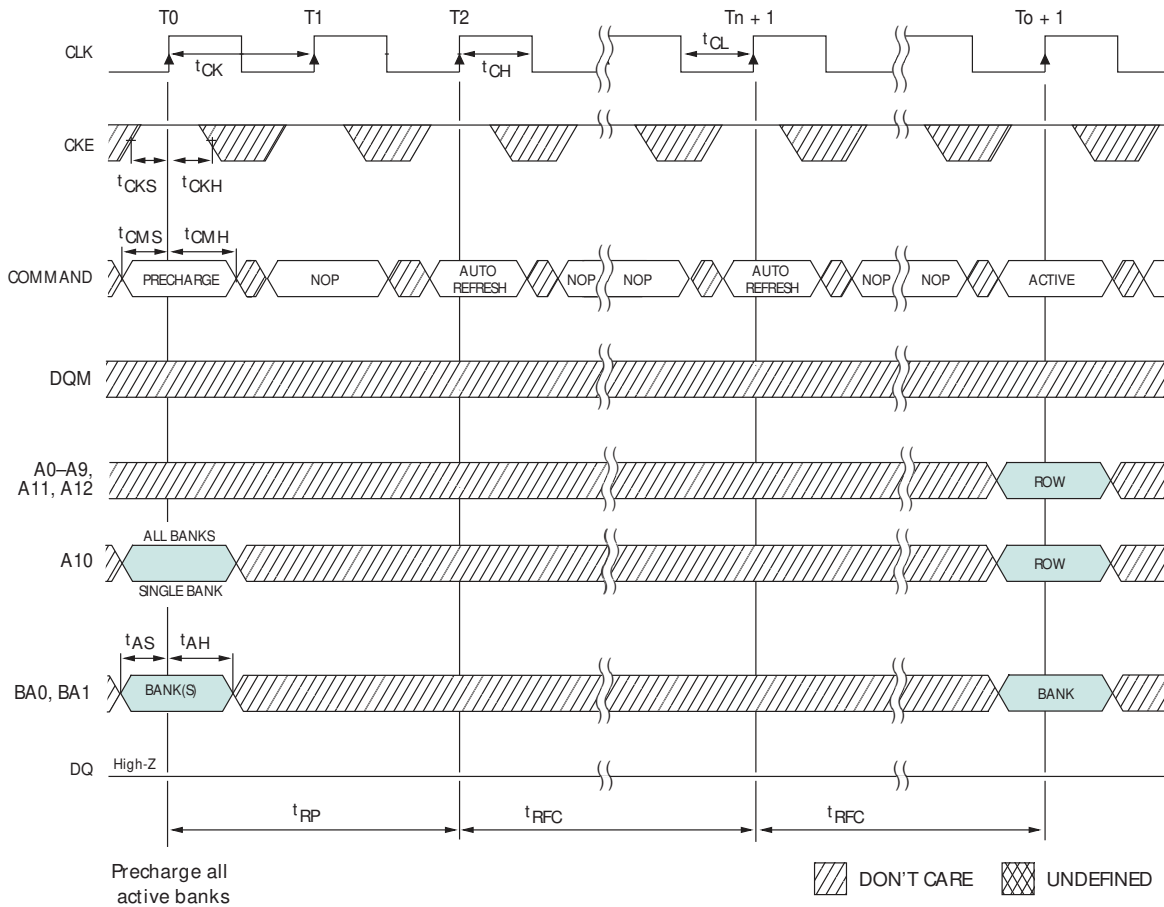 T0 T1 T2 Tn + 1 To + 1
CLK
tCK tCH tCL
CKE
tCKS tCKH
tCMS tCMH
COMMAND PRECHARGE NOP AUTO REFRESH NOP NOP AUTO REFRESH NOP NOP ACTIVE
DQM
A0–A9,
A11, A12 ROW
ALL BANKS
A10 ROW
SINGLE BANK
tAS tAH
BA0, BA1 BANK(S) BANK
DQ High-Z
tRP tRFC tRFC
Precharge all
active banks
DON'T CARE UNDEFINED